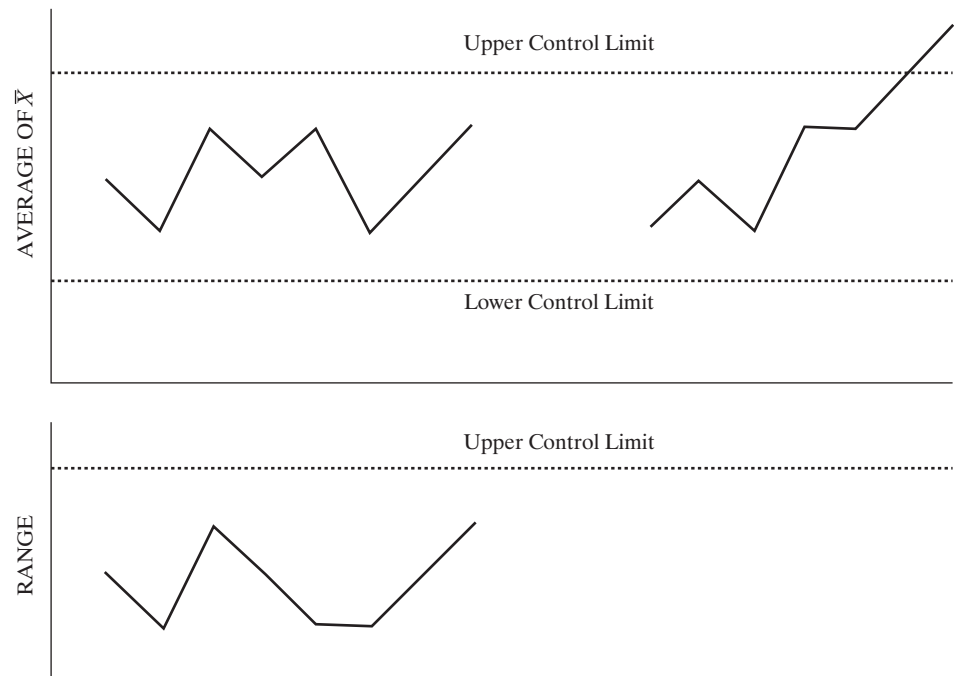 Upper Control Limit
AVERAGE OF X̄
Lower Control Limit
Upper Control Limit
RANGE